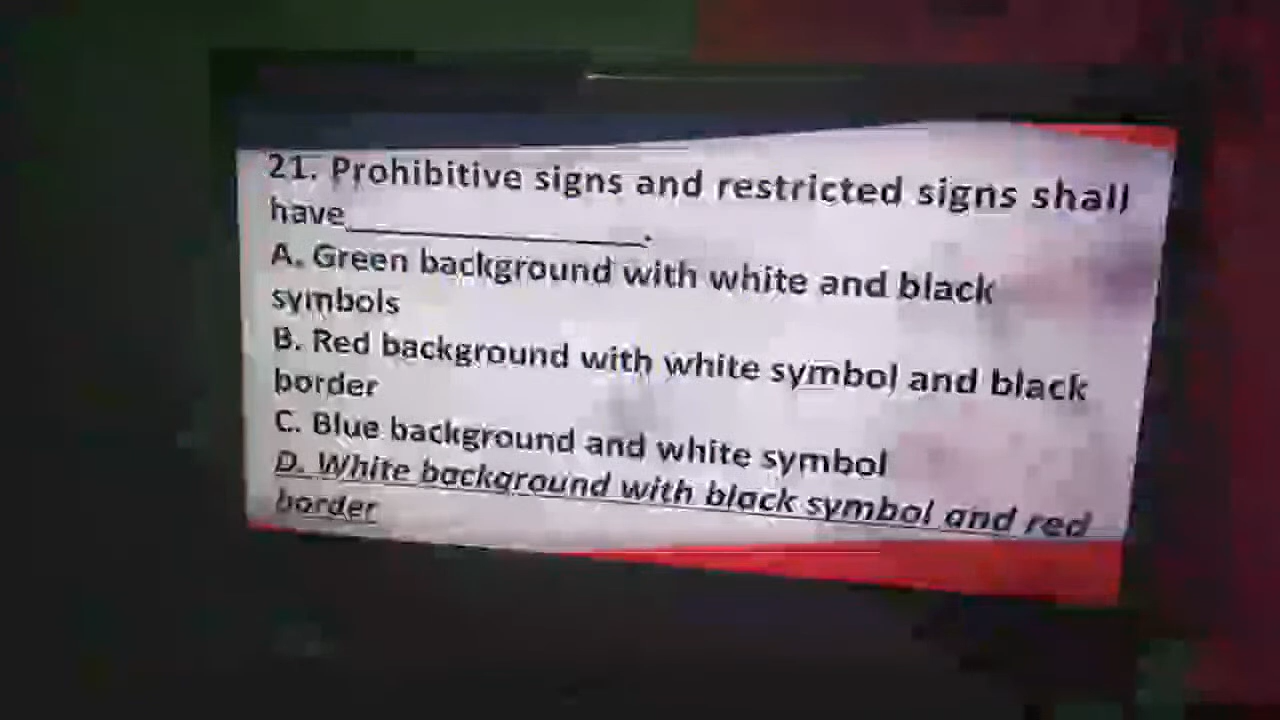 21. Prohibitive signs and restricted signs shall
have_______________.
A. Green background with white and black
symbols
B. Red background with white symbol and black
border
C. Blue background and white symbol
D. White background with black symbol and red
border